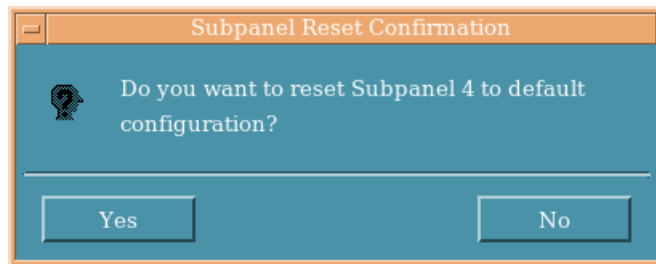 Subpanel Reset Confirmation
Do you want to reset Subpanel 4 to default
configuration?
Yes
No